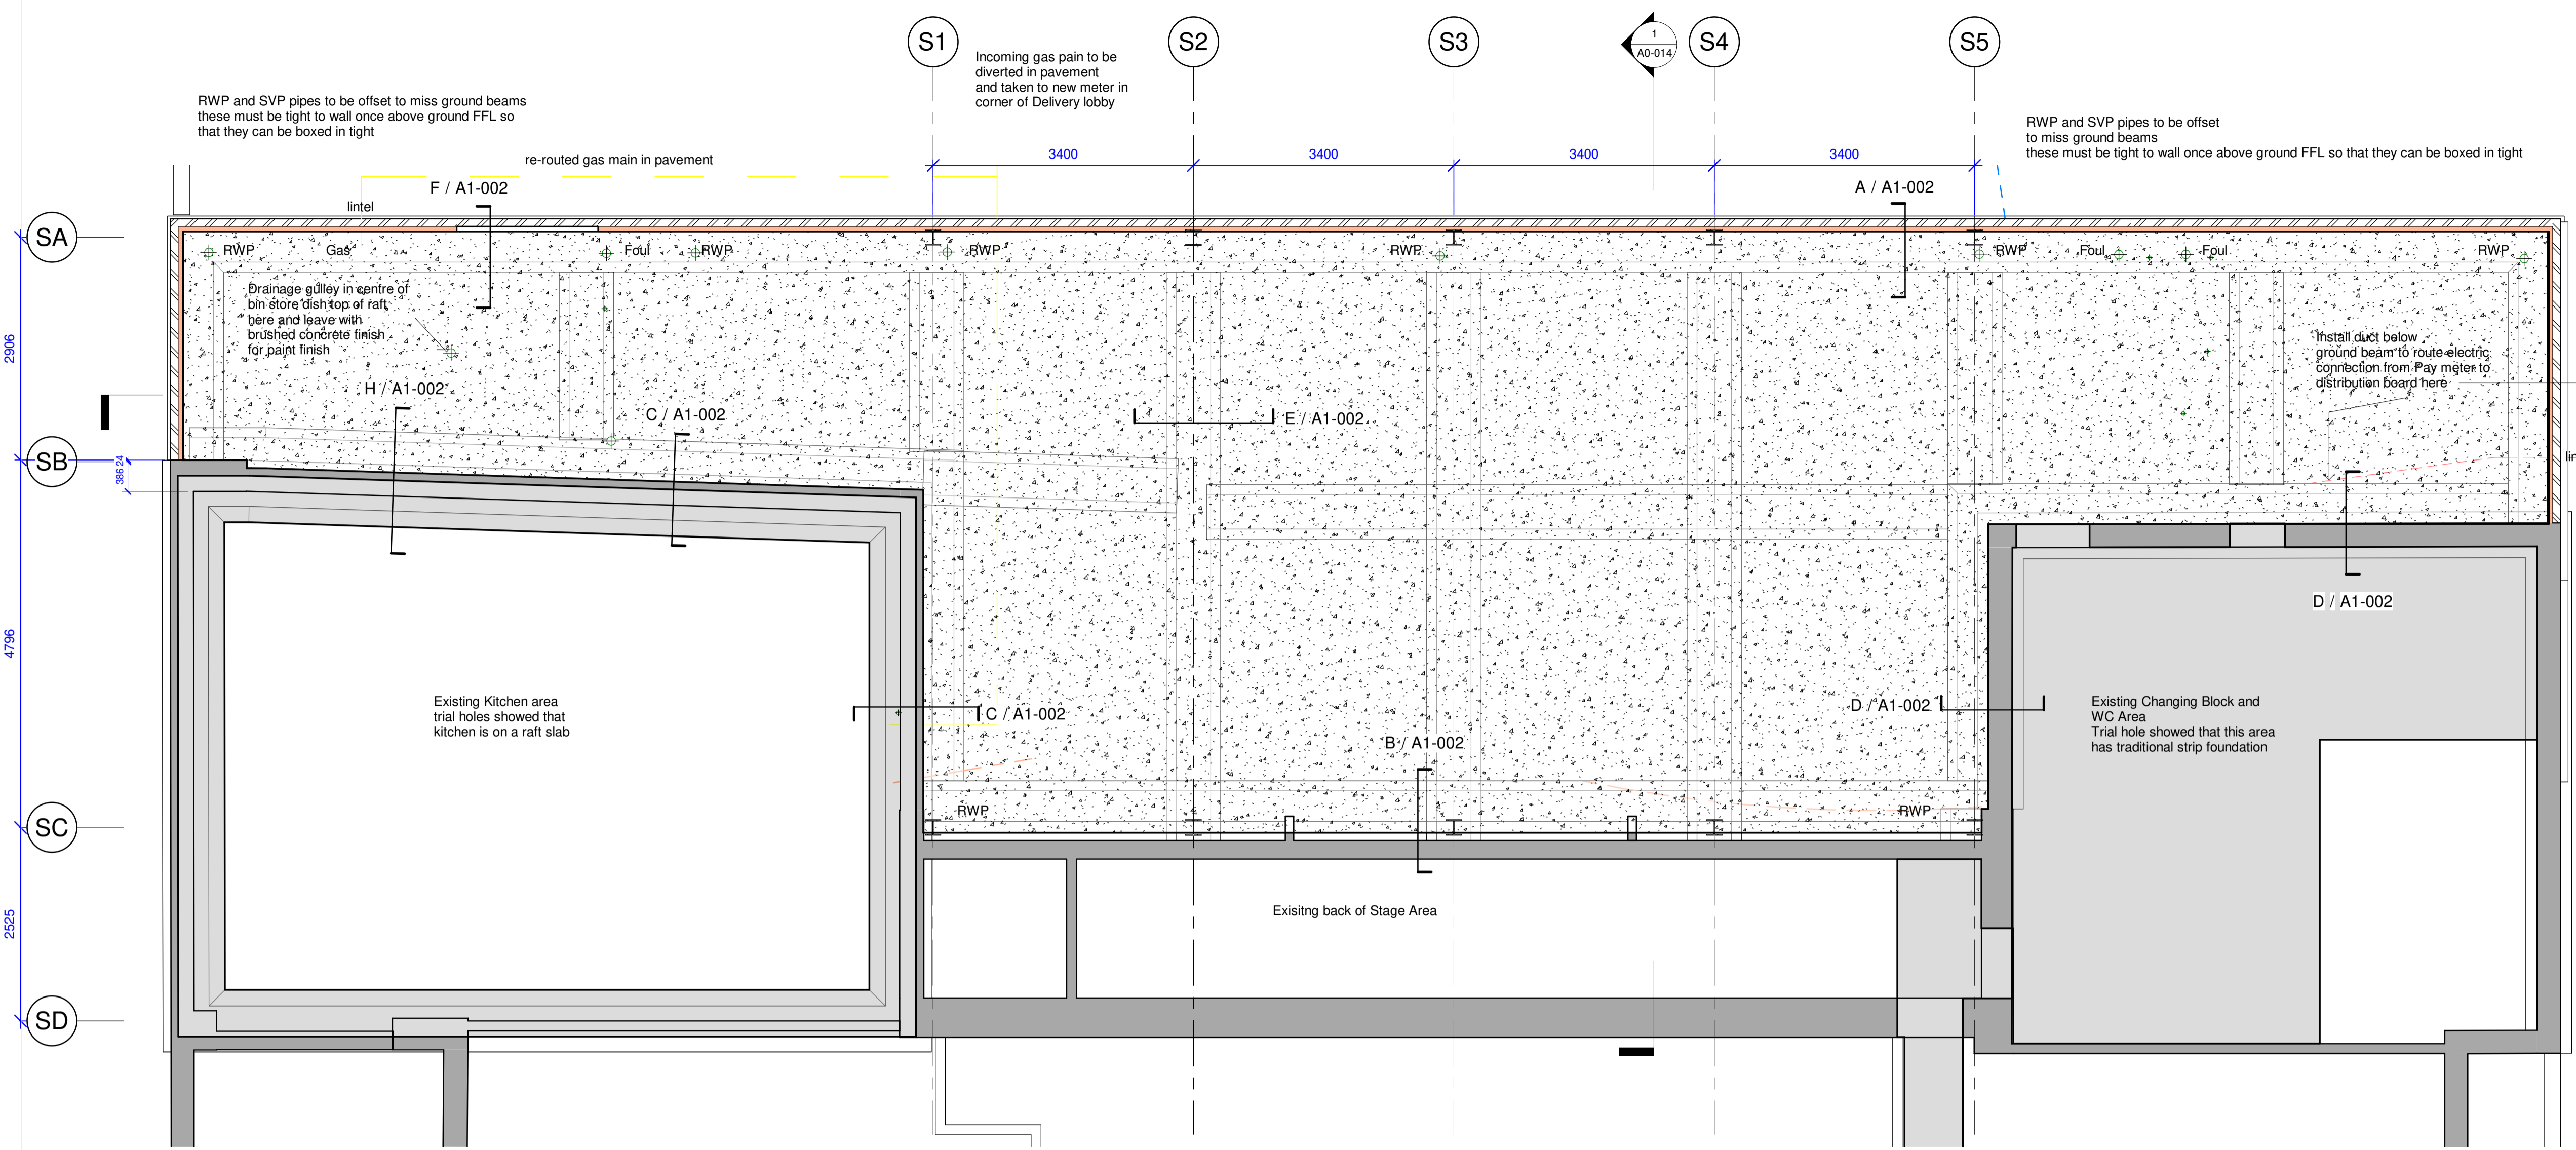 S1
S2
S3
S4
S5
1
A0-014
Incoming gas pain to be
diverted in pavement
and taken to new meter in
corner of Delivery lobby
RWP and SVP pipes to be offset to miss ground beams
these must be tight to wall once above ground FFL so
that they can be boxed in tight
RWP and SVP pipes to be offset
to miss ground beams
these must be tight to wall once above ground FFL so that they can be boxed in tight
re-routed gas main in pavement
3400
3400
3400
3400
F / A1-002
A / A1-002
lintel
SA
RWP
Gas
Foul
RWP
RWP
RWP
RWP
Foul
Foul
RWP
Drainage gulley in centre of
bin store dish top of raft
here and leave with
brushed concrete finish
for paint finish
2906
Install duct below
ground beam to route electric
connection from Pay meter to
distribution board here
H / A1-002
C / A1-002
E / A1-002
SB
386
24
lin
D / A1-002
4796
Existing Kitchen area
trial holes showed that
kitchen is on a raft slab
C / A1-002
D / A1-002
B / A1-002
Existing Changing Block and
WC Area
Trial hole showed that this area
has traditional strip foundation
RWP
RWP
SC
2525
Exisitng back of Stage Area
SD